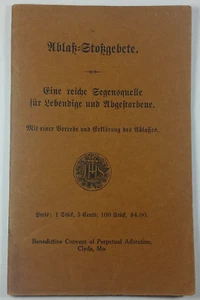 Ablaß-Stoßgebete.
Eine reiche Segensquelle
für Lebendige und Abgestorbene.
Mit einer Vorrede und Erklärung des Ablasses.
IHS
Preis: 1 Stück, 5 Cents; 100 Stück, $4.00.
Benedictine Convent of Perpetual Adoration,
Clyde, Mo.